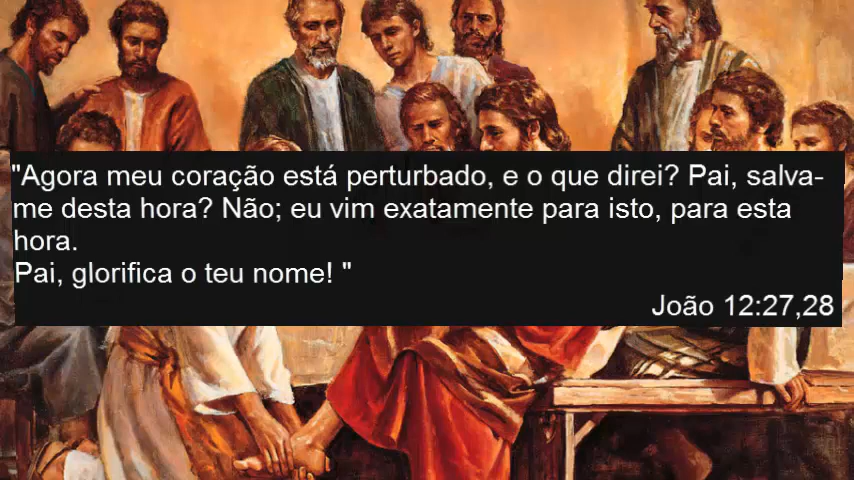 "Agora meu coração está perturbado, e o que direi? Pai, salva-
me desta hora? Não; eu vim exatamente para isto, para esta
hora.
Pai, glorifica o teu nome! "
João 12:27,28